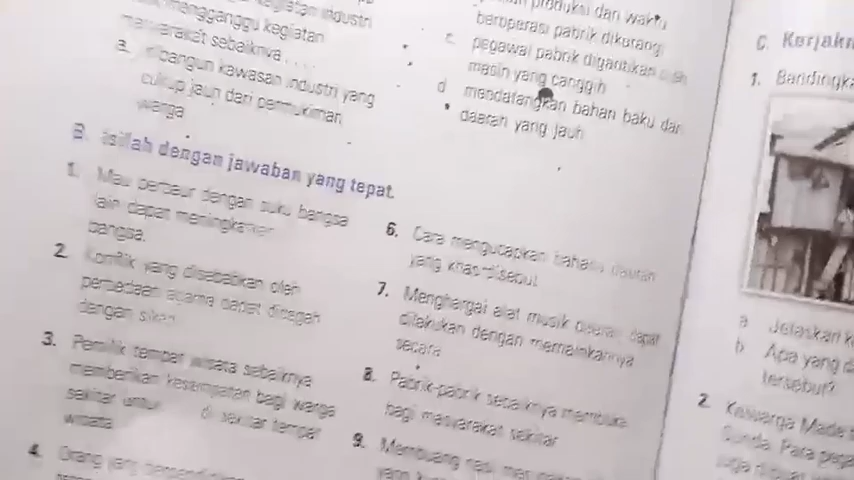 kegiatan industri
mengganggu kegiatan
masyarakat sebaiknya . . . .
a. dibangun kawasan industri yang
cukup jauh dari permukiman
warga
produksi dan waktu
beroperasi pabrik dikurangi
c. pegawai pabrik digantikan oleh
mesin yang canggih
d. mendatangkan bahan baku dari
daerah yang jauh
B. Isilah dengan jawaban yang tepat.
1. Mau berbaur dengan suku bangsa
lain dapat meningkatkan
bangsa.
2. Konflik yang disebabkan oleh
perbedaan agama dapat dicegah
dengan sikap
3. Pemilik tempat wisata sebaiknya
memberikan kesempatan bagi warga
sekitar untuk di sekitar tempat
wisata
4. Orang yang
6. Cara mengucapkan bahasa daerah
yang khas disebut
7. Menghargai alat musik daerah dapat
dilakukan dengan memainkannya
secara
8. Pabrik-pabrik sebaiknya membuka
bagi masyarakat sekitar
9. Membuang
yang
C. Kerjakan
1. Bandingka
a. Jelaskan k
b. Apa yang d
tersebut?
2. Keluarga Made
Sunda. Para
juga